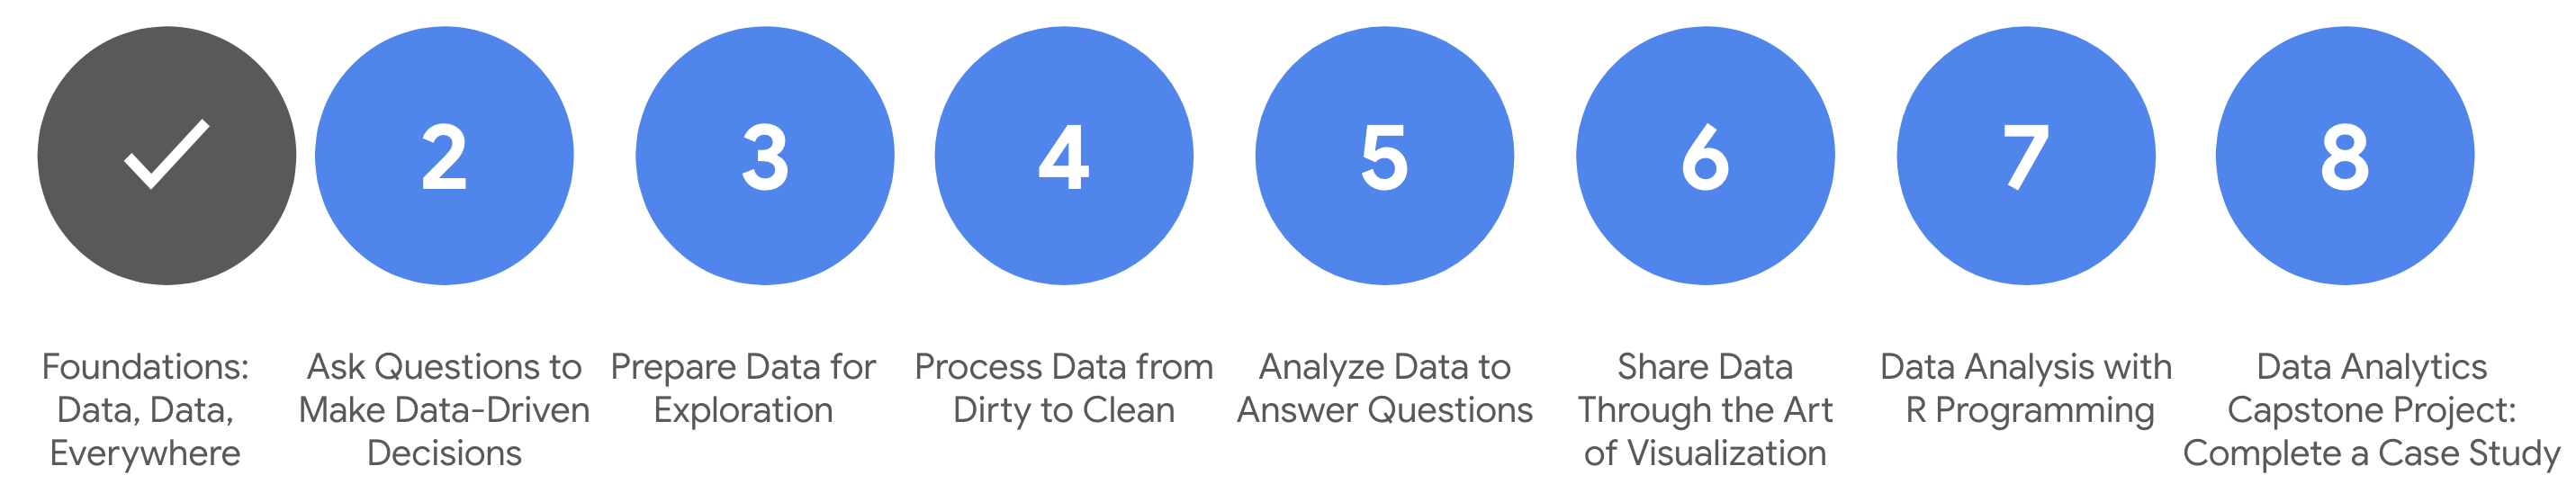 2
3
4
5
6
7
8
Foundations:
Data, Data,
Everywhere
Ask Questions to
Make Data-Driven
Decisions
Prepare Data for
Exploration
Process Data from
Dirty to Clean
Analyze Data to
Answer Questions
Share Data
Through the Art
of Visualization
Data Analysis with
R Programming
Data Analytics
Capstone Project:
Complete a Case Study